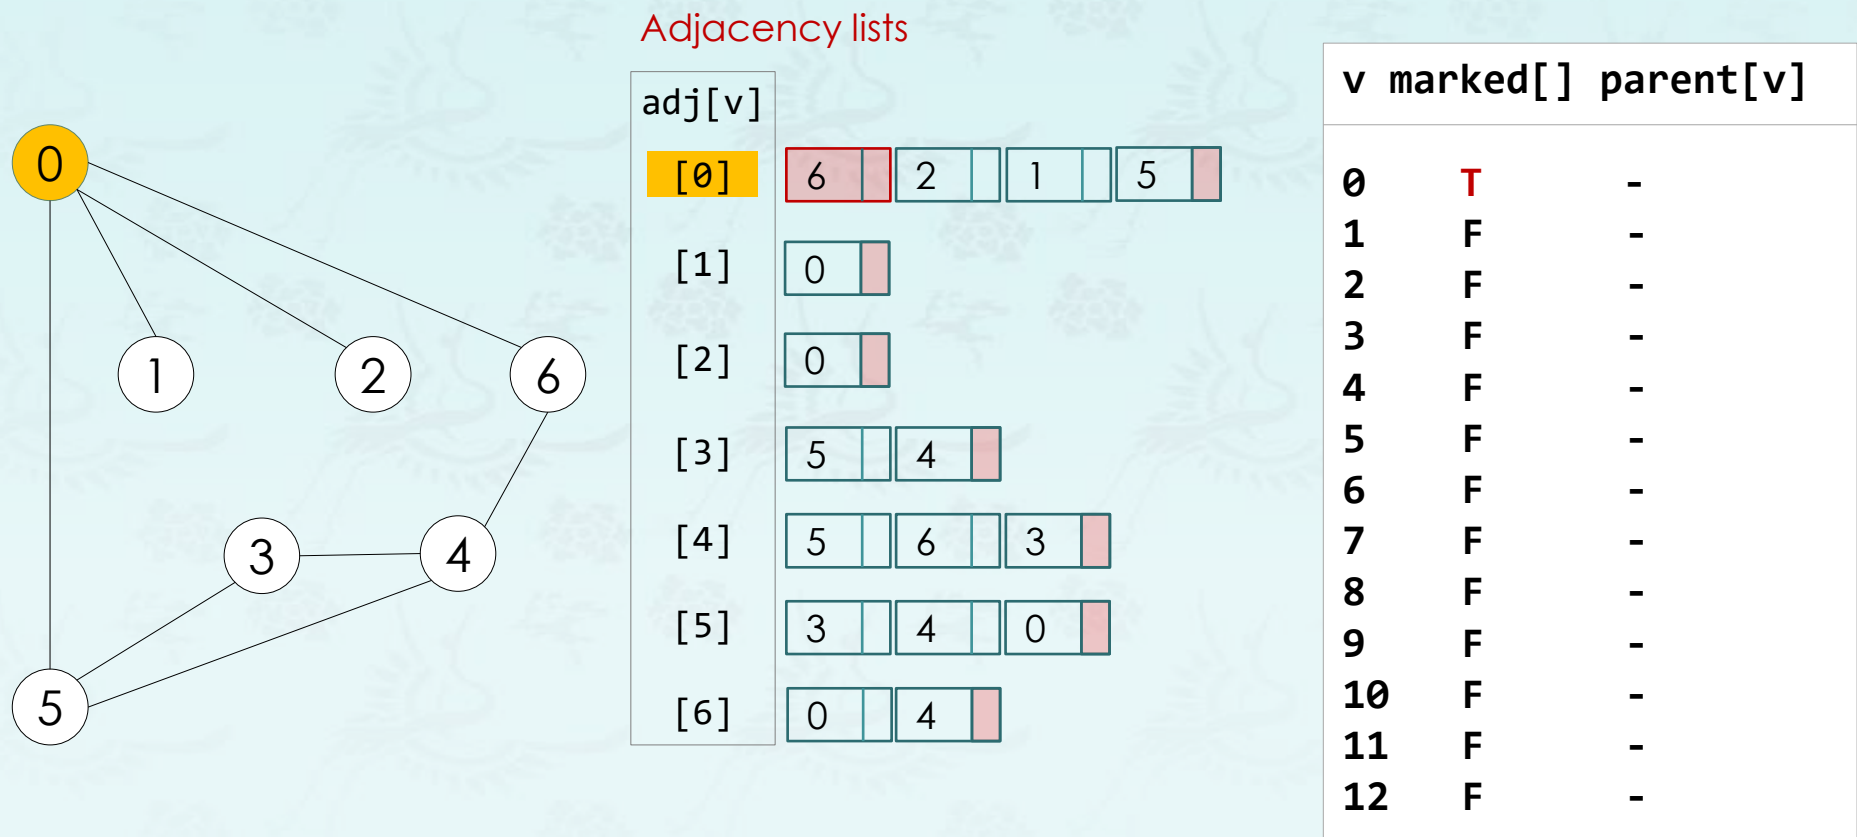 Adjacency lists
adj[v]
[0] 6 2 1 5
[1] 0
[2] 0
[3] 5 4
[4] 5 6 3
[5] 3 4 0
[6] 0 4
0
1 2 6
3 4
5
v marked[] parent[v]
0 T -
1 F -
2 F -
3 F -
4 F -
5 F -
6 F -
7 F -
8 F -
9 F -
10 F -
11 F -
12 F -